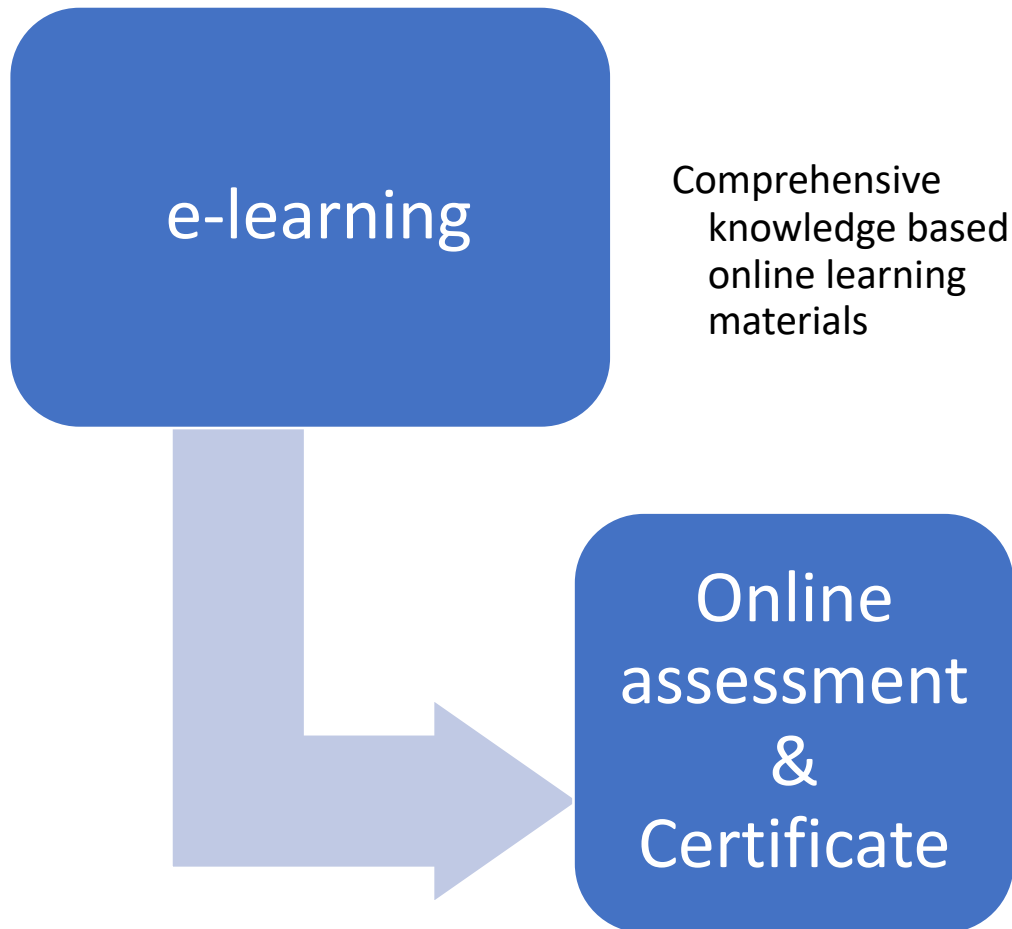 e-learning
Comprehensive
knowledge based
online learning
materials
Online
assessment
&
Certificate